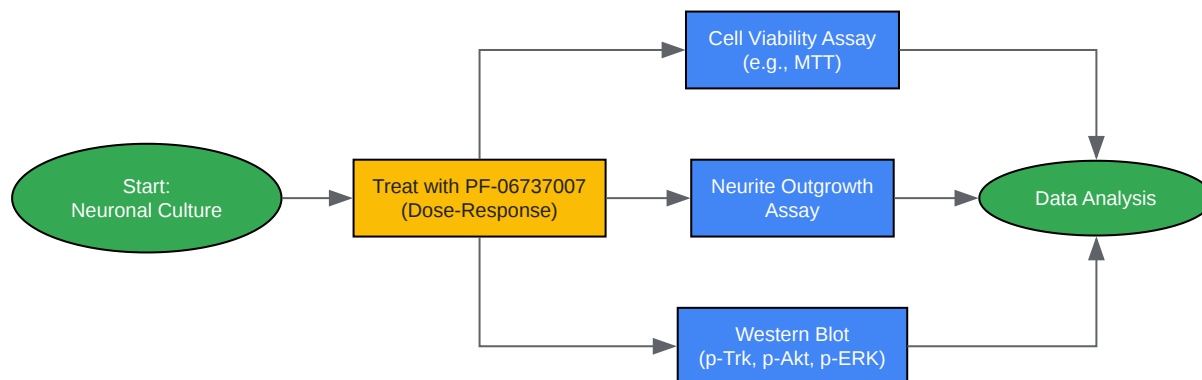 Cell Viability Assay
(e.g., MTT)
Start:
Neuronal Culture
Treat with PF-06737007
(Dose-Response)
Neurite Outgrowth
Assay
Data Analysis
Western Blot
(p-Trk, p-Akt, p-ERK)